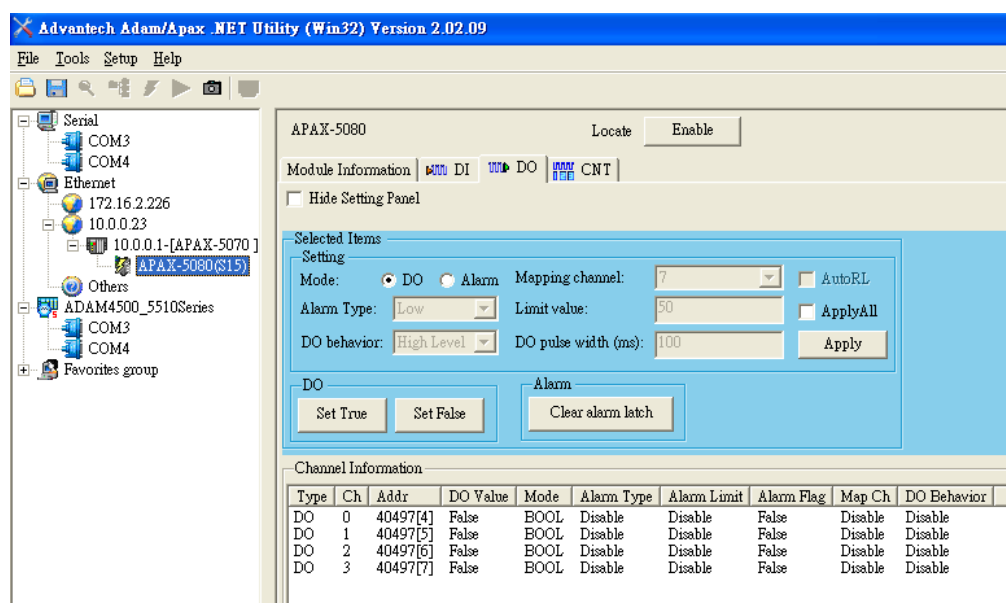 Advantech Adam/Apax .NET Utility (Win32) Version 2.02.09
File Tools Setup Help
Serial
COM3
COM4
Ethernet
172.16.2.226
10.0.0.23
10.0.0.1-[APAX-5070 ]
APAX-5080(S15)
Others
ADAM4500_5510Series
COM3
COM4
Favorites group
APAX-5080 Locate Enable
Module Information DI DO CNT
Hide Setting Panel
Selected Items
Setting
Mode: DO Alarm Mapping channel: 7 AutoRL
Alarm Type: Low Limit value: 50 ApplyAll
DO behavior: High Level DO pulse width (ms): 100 Apply
DO Alarm
Set True Set False Clear alarm latch
Channel Information
Type Ch Addr DO Value Mode Alarm Type Alarm Limit Alarm Flag Map Ch DO Behavior
DO 0 40497[4] False BOOL Disable Disable False Disable Disable
DO 1 40497[5] False BOOL Disable Disable False Disable Disable
DO 2 40497[6] False BOOL Disable Disable False Disable Disable
DO 3 40497[7] False BOOL Disable Disable False Disable Disable